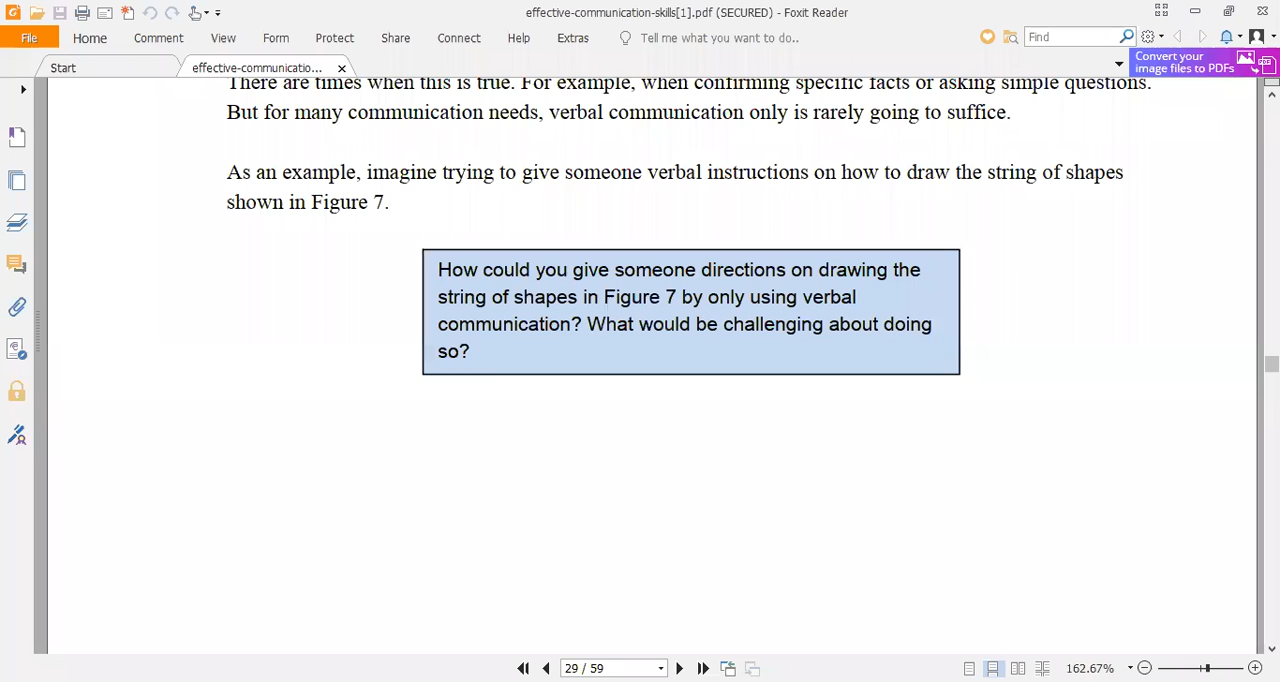 effective-communication-skills[1].pdf (SECURED) - Foxit Reader
File Home Comment View Form Protect Share Connect Help Extras Tell me what you want to do.. Find
Start effective-communicatio... Convert your
image files to PDFs
There are times when this is true. For example, when confirming specific facts or asking simple questions.
But for many communication needs, verbal communication only is rarely going to suffice.
As an example, imagine trying to give someone verbal instructions on how to draw the string of shapes
shown in Figure 7.
How could you give someone directions on drawing the
string of shapes in Figure 7 by only using verbal
communication? What would be challenging about doing
so?
29 / 59 162.67%